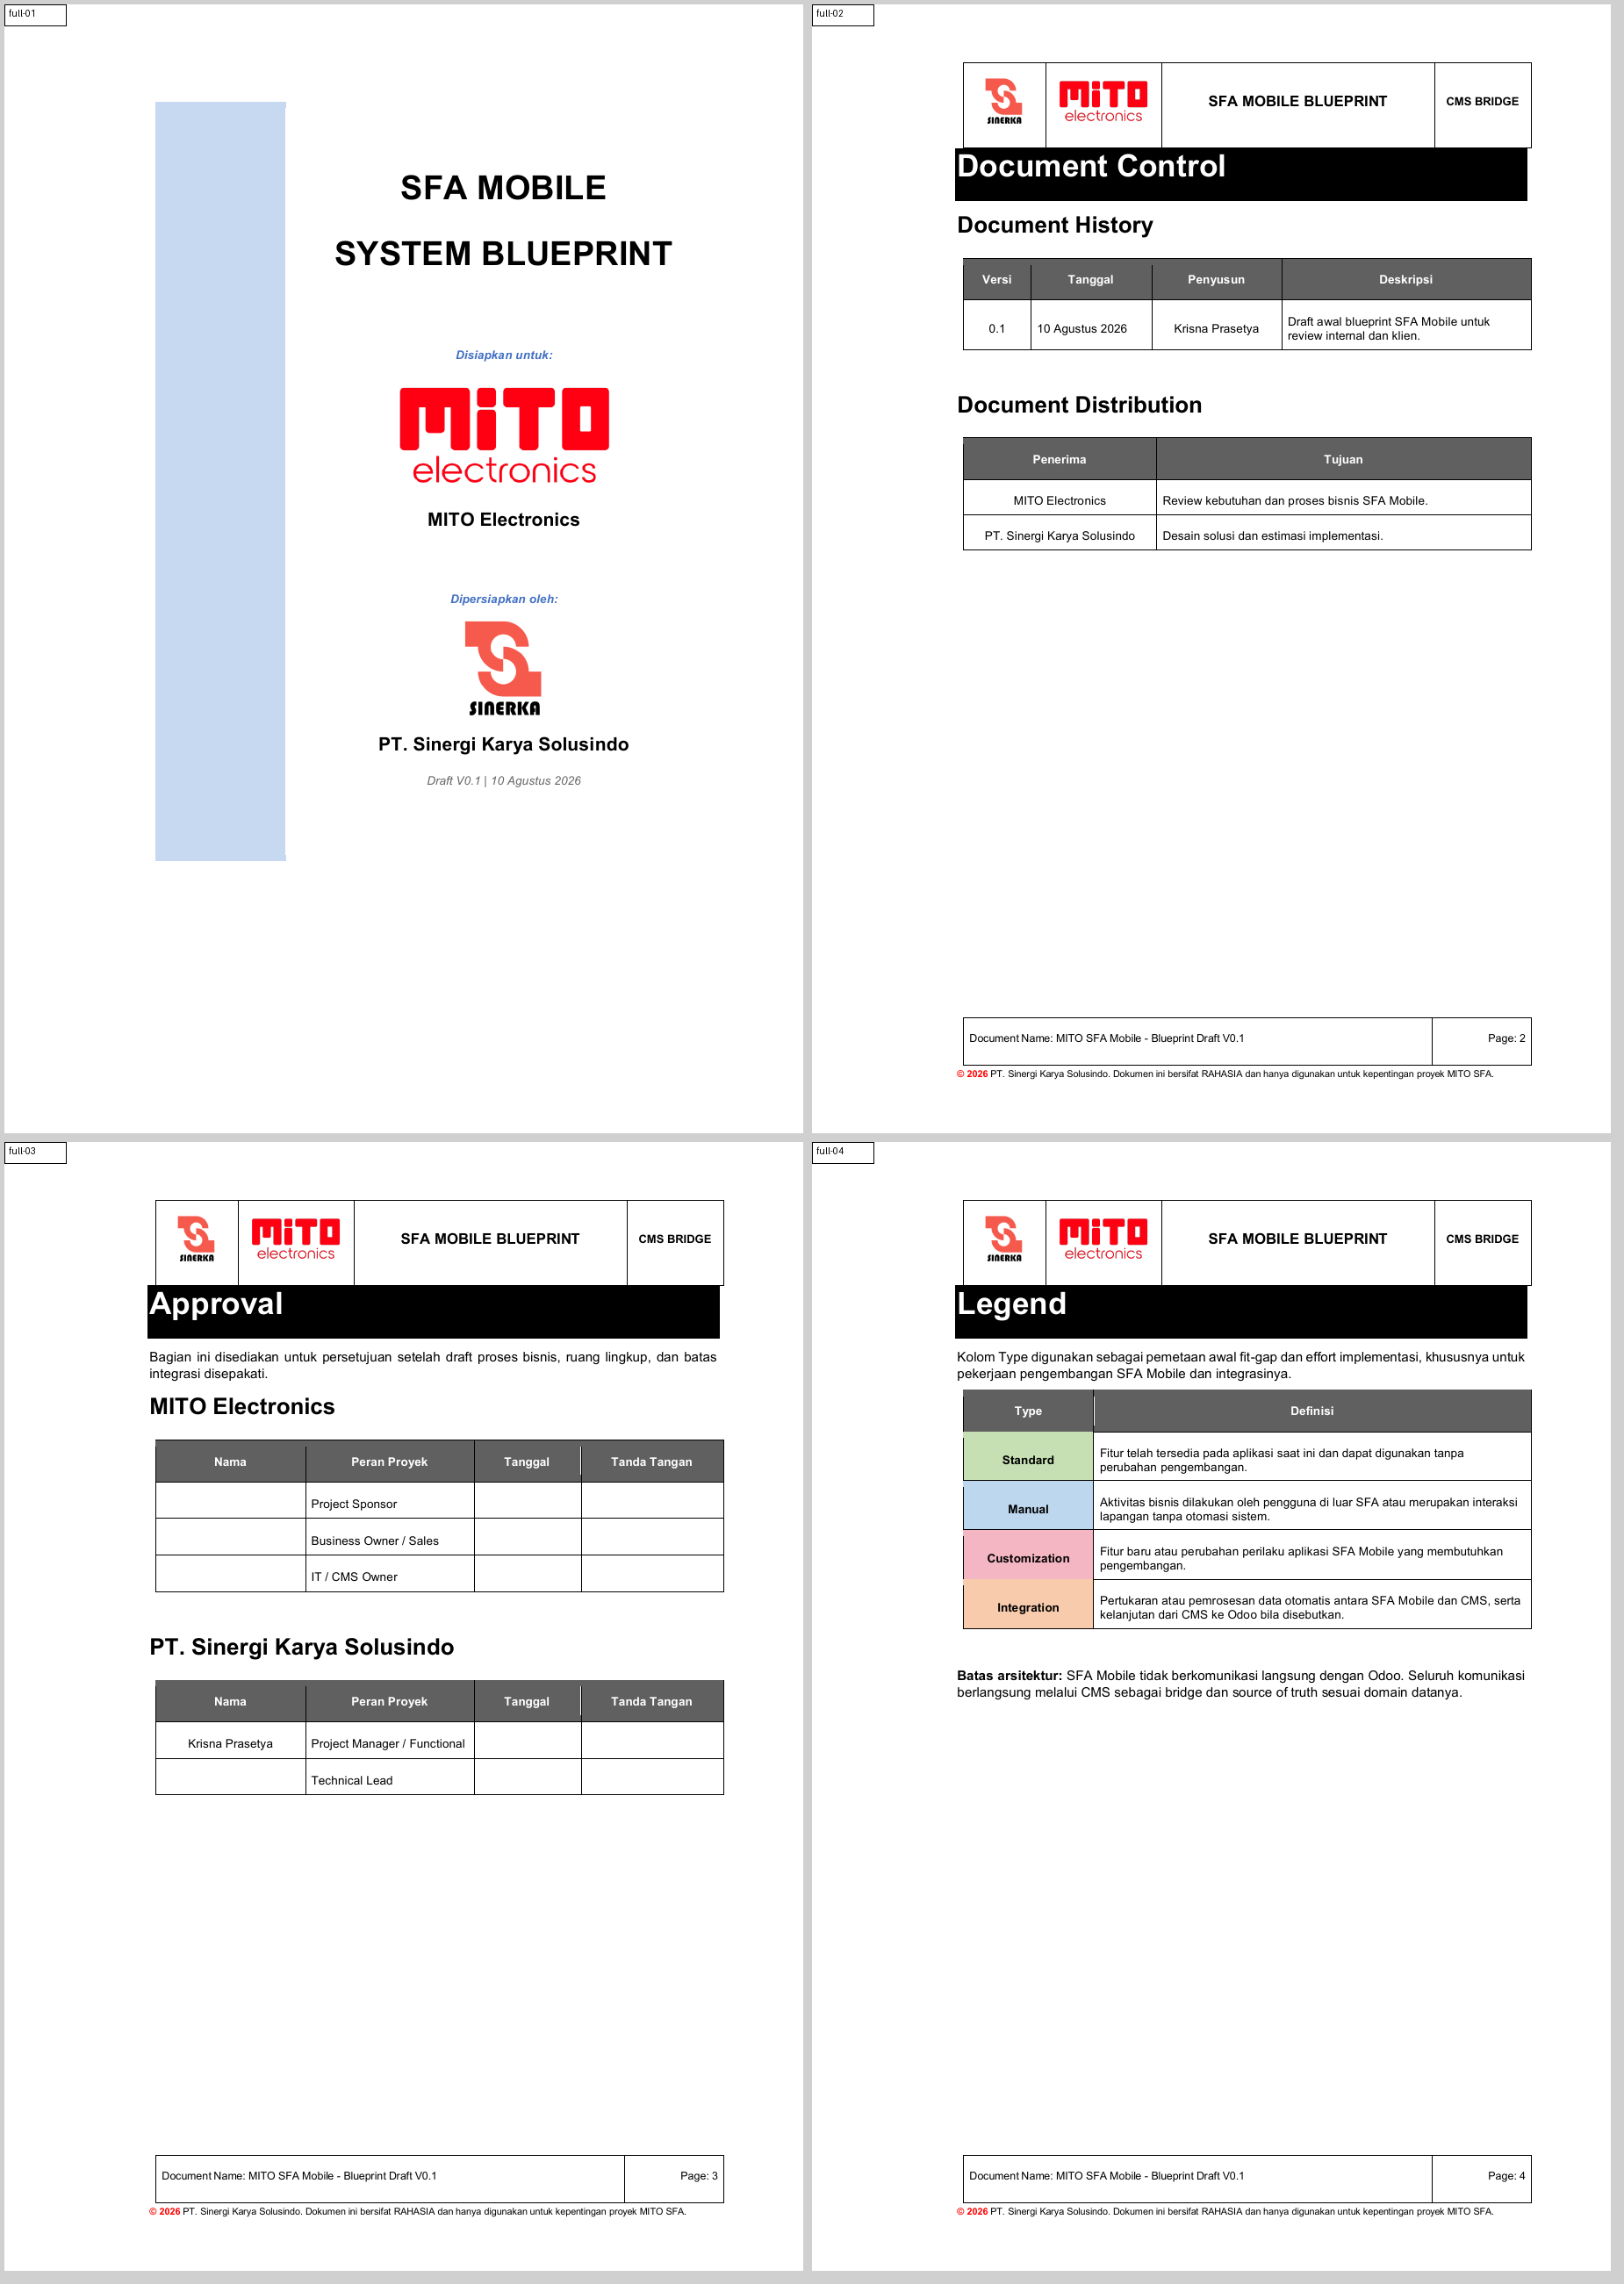 full-01
SFA MOBILE
SYSTEM BLUEPRINT
Disiapkan untuk:
MiTO
electronics
MITO Electronics
Dipersiapkan oleh:
SINERKA
PT. Sinergi Karya Solusindo
Draft V0.1 | 10 Agustus 2026
full-02
SINERKA
MiTO
electronics
SFA MOBILE BLUEPRINT
CMS BRIDGE
Document Control
Document History
Versi Tanggal Penyusun Deskripsi
0.1 10 Agustus 2026 Krisna Prasetya Draft awal blueprint SFA Mobile untuk
review internal dan klien.
Document Distribution
Penerima Tujuan
MITO Electronics Review kebutuhan dan proses bisnis SFA Mobile.
PT. Sinergi Karya Solusindo Desain solusi dan estimasi implementasi.
Document Name: MITO SFA Mobile - Blueprint Draft V0.1 Page: 2
© 2026 PT. Sinergi Karya Solusindo. Dokumen ini bersifat RAHASIA dan hanya digunakan untuk kepentingan proyek MITO SFA.
full-03
SINERKA
MiTO
electronics
SFA MOBILE BLUEPRINT
CMS BRIDGE
Approval
Bagian ini disediakan untuk persetujuan setelah draft proses bisnis, ruang lingkup, dan batas
integrasi disepakati.
MITO Electronics
Nama Peran Proyek Tanggal Tanda Tangan
Project Sponsor
Business Owner / Sales
IT / CMS Owner
PT. Sinergi Karya Solusindo
Nama Peran Proyek Tanggal Tanda Tangan
Krisna Prasetya Project Manager / Functional
Technical Lead
Document Name: MITO SFA Mobile - Blueprint Draft V0.1 Page: 3
© 2026 PT. Sinergi Karya Solusindo. Dokumen ini bersifat RAHASIA dan hanya digunakan untuk kepentingan proyek MITO SFA.
full-04
SINERKA
MiTO
electronics
SFA MOBILE BLUEPRINT
CMS BRIDGE
Legend
Kolom Type digunakan sebagai pemetaan awal fit-gap dan effort implementasi, khususnya untuk
pekerjaan pengembangan SFA Mobile dan integrasinya.
Type Definisi
Standard Fitur telah tersedia pada aplikasi saat ini dan dapat digunakan tanpa
perubahan pengembangan.
Manual Aktivitas bisnis dilakukan oleh pengguna di luar SFA atau merupakan interaksi
lapangan tanpa otomasi sistem.
Customization Fitur baru atau perubahan perilaku aplikasi SFA Mobile yang membutuhkan
pengembangan.
Integration Pertukaran atau pemrosesan data otomatis antara SFA Mobile dan CMS, serta
kelanjutan dari CMS ke Odoo bila disebutkan.
Batas arsitektur: SFA Mobile tidak berkomunikasi langsung dengan Odoo. Seluruh komunikasi
berlangsung melalui CMS sebagai bridge dan source of truth sesuai domain datanya.
Document Name: MITO SFA Mobile - Blueprint Draft V0.1 Page: 4
© 2026 PT. Sinergi Karya Solusindo. Dokumen ini bersifat RAHASIA dan hanya digunakan untuk kepentingan proyek MITO SFA.